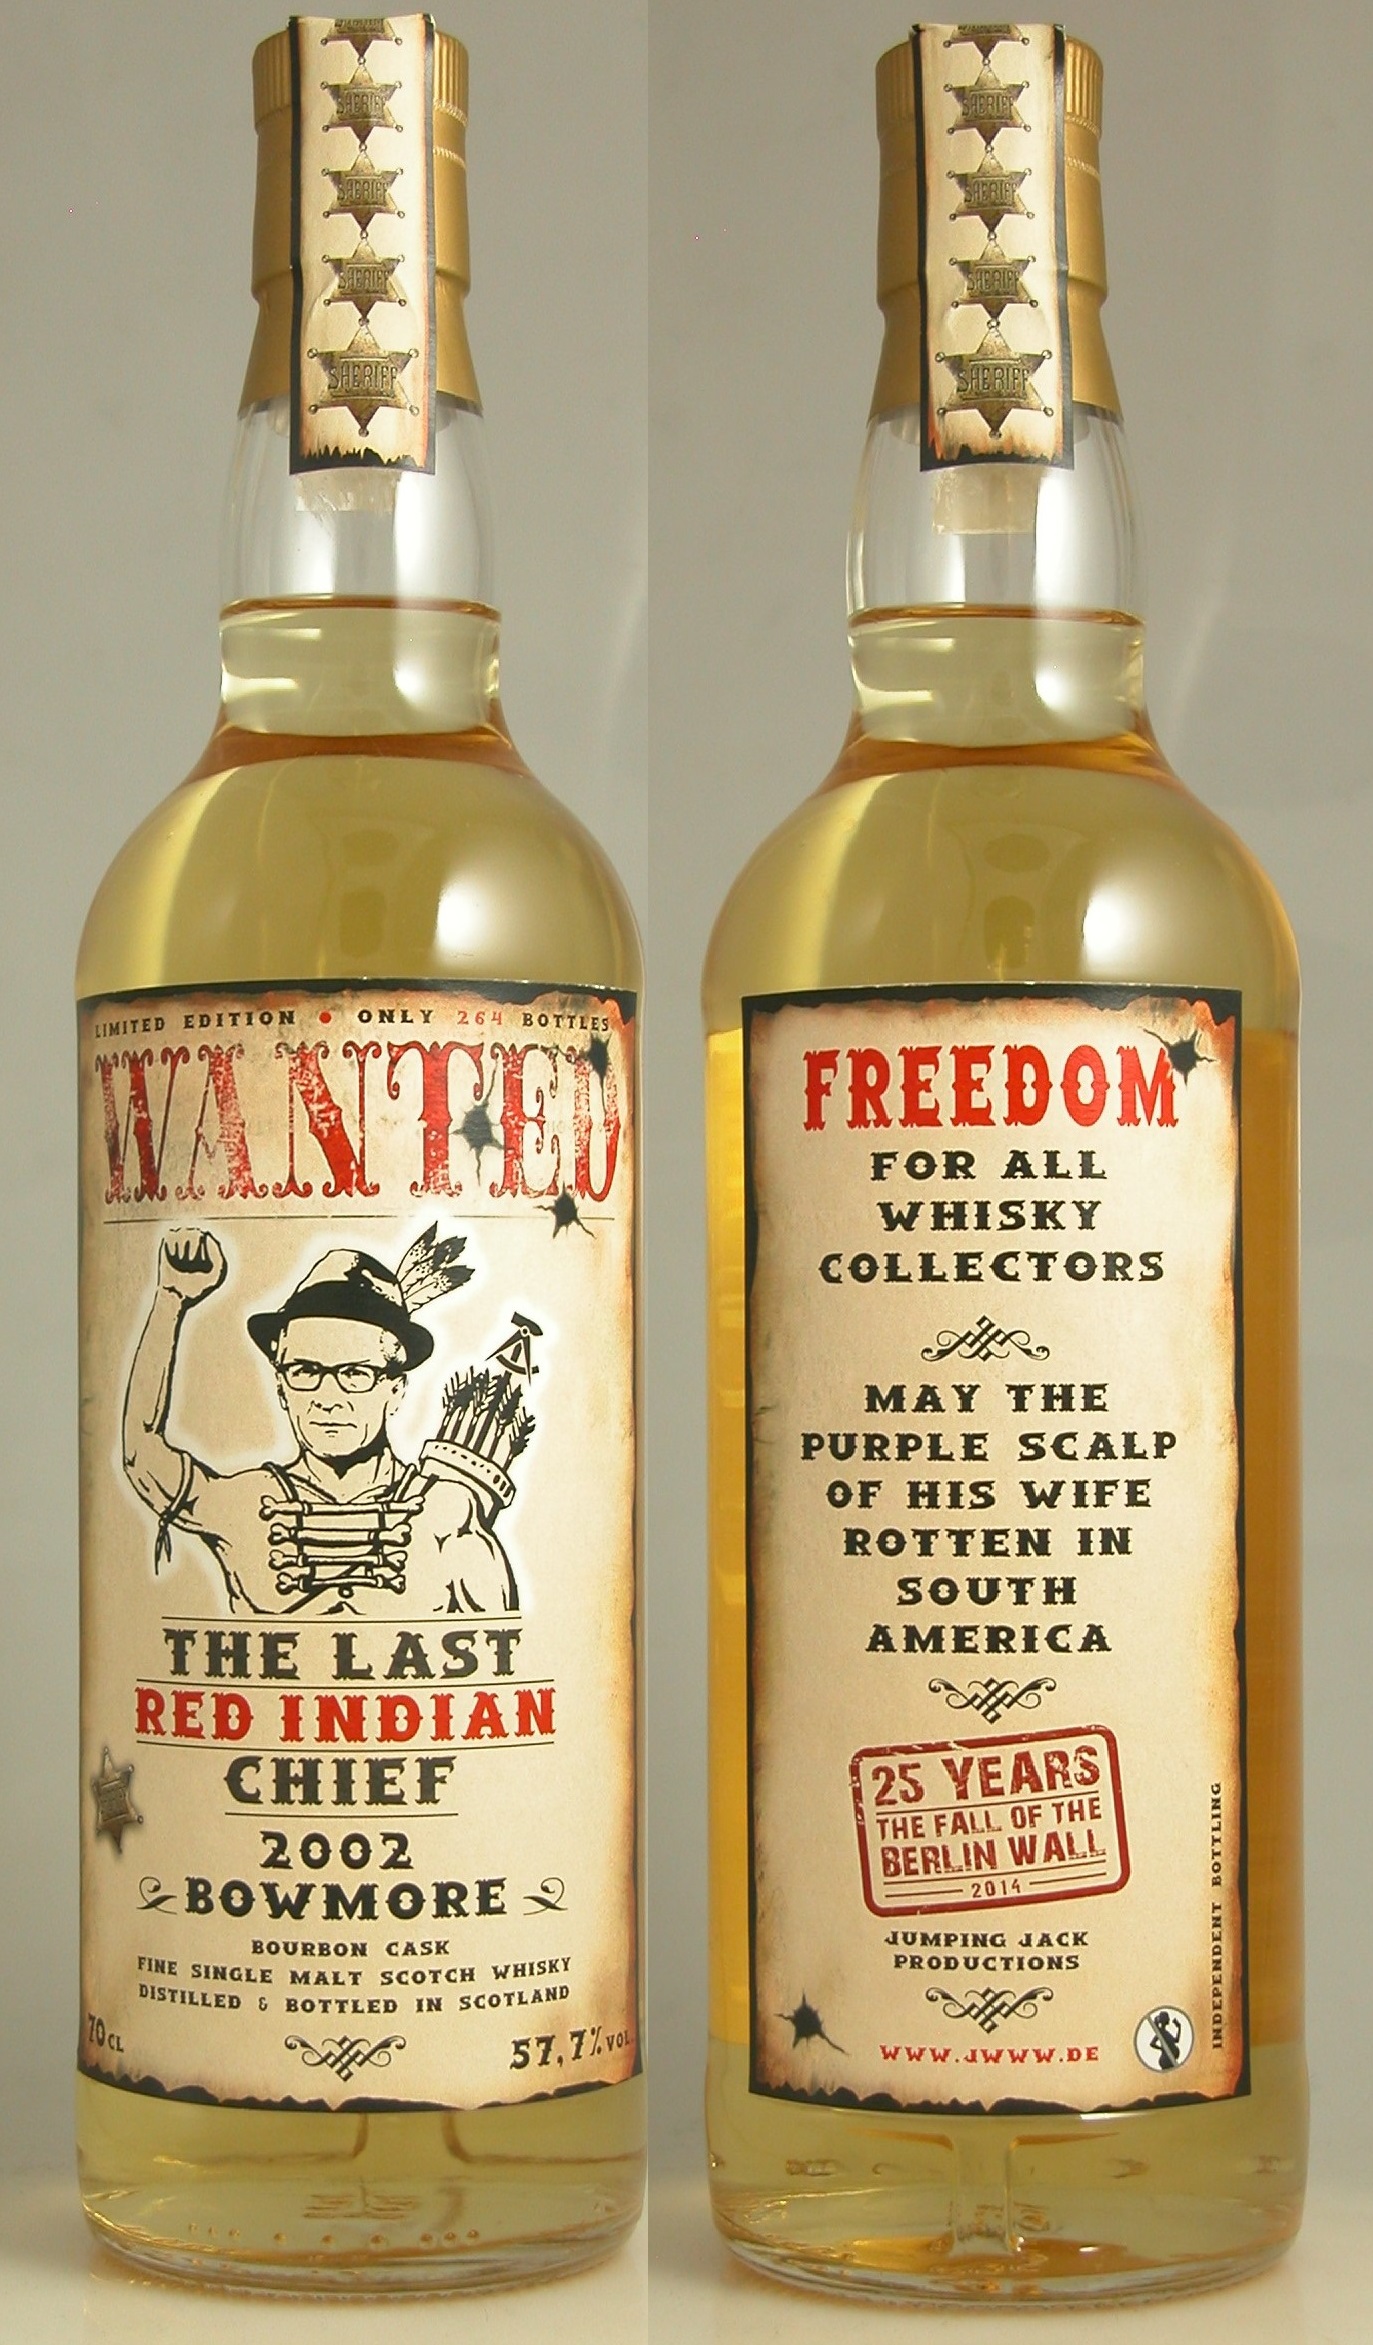 SHERIFF
SHERIFF
SHERIFF
SHERIFF
LIMITED EDITION • ONLY 264 BOTTLES
WANTED
THE LAST
RED INDIAN
CHIEF
2002
BOWMORE
BOURBON CASK
FINE SINGLE MALT SCOTCH WHISKY
DISTILLED & BOTTLED IN SCOTLAND
70 CL
57,7% VOL
SHERIFF
SHERIFF
SHERIFF
SHERIFF
FREEDOM
FOR ALL
WHISKY
COLLECTORS
MAY THE
PURPLE SCALP
OF HIS WIFE
ROTTEN IN
SOUTH
AMERICA
25 YEARS
THE FALL OF THE
BERLIN WALL
2014
JUMPING JACK
PRODUCTIONS
WWW.JWWW.DE
INDEPENDENT BOTTLING